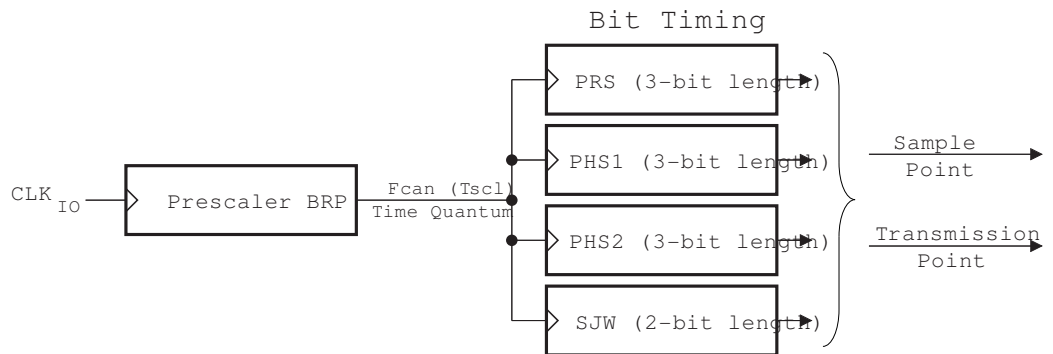 Bit Timing
PRS (3-bit length)
PHS1 (3-bit length)
PHS2 (3-bit length)
SJW (2-bit length)
CLK IO
Prescaler BRP
Fcan (Tscl)
Time Quantum
Sample
Point
Transmission
Point